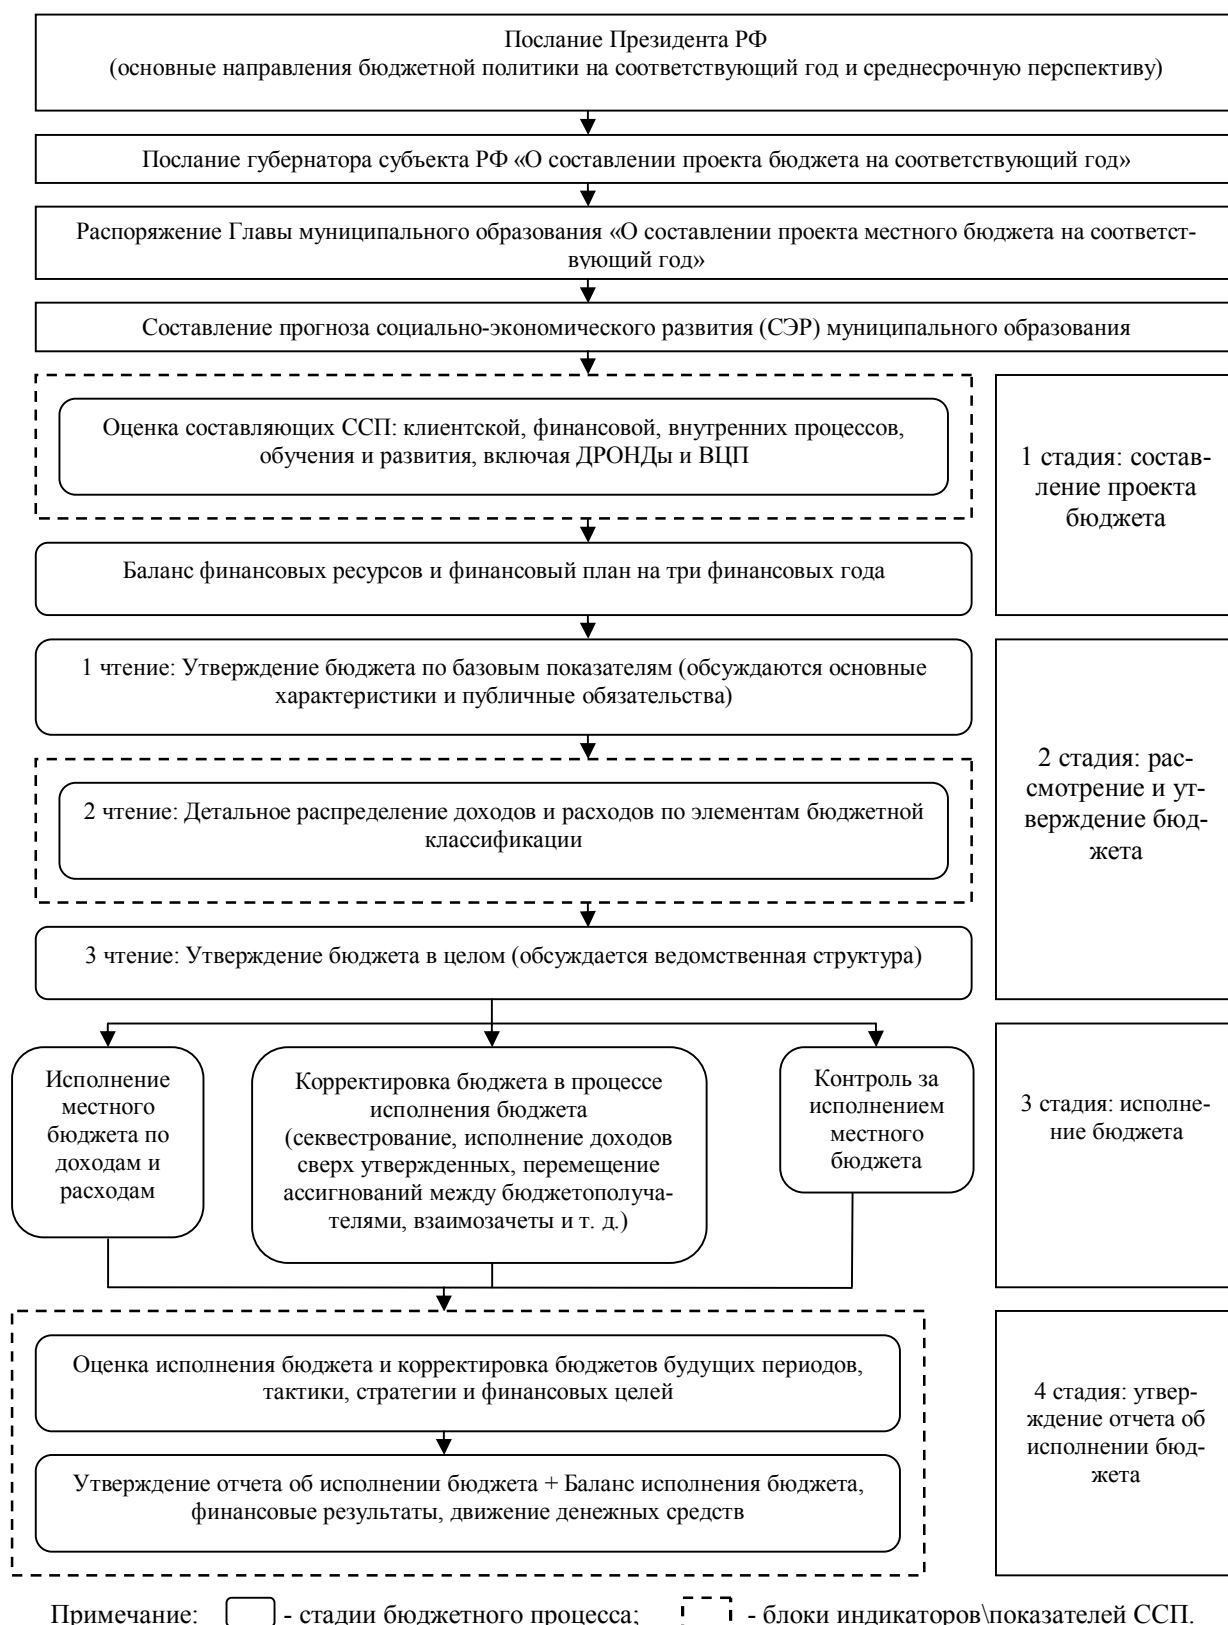 Послание Президента РФ
(основные направления бюджетной политики на соответствующий год и среднесрочную перспективу)
Послание губернатора субъекта РФ «О составлении проекта бюджета на соответствующий год»
Распоряжение Главы муниципального образования «О составлении проекта местного бюджета на соответст-
вующий год»
Составление прогноза социально-экономического развития (СЭР) муниципального образования
Оценка составляющих ССП: клиентской, финансовой, внутренних процессов,
обучения и развития, включая ДРОНДы и ВЦП
1 стадия: состав-
ление проекта
бюджета
Баланс финансовых ресурсов и финансовый план на три финансовых года
1 чтение: Утверждение бюджета по базовым показателям (обсуждаются основные
характеристики и публичные обязательства)
2 чтение: Детальное распределение доходов и расходов по элементам бюджетной
классификации
2 стадия: рас-
смотрение и ут-
верждение бюд-
жета
3 чтение: Утверждение бюджета в целом (обсуждается ведомственная структура)
Исполнение
местного
бюджета по
доходам и
расходам
Корректировка бюджета в процессе
исполнения бюджета
(секвестрование, исполнение доходов
сверх утвержденных, перемещение
ассигнований между бюджетополуча-
телями, взаимозачеты и т. д.)
Контроль за
исполнением
местного
бюджета
3 стадия: исполне-
ние бюджета
Оценка исполнения бюджета и корректировка бюджетов будущих периодов,
тактики, стратегии и финансовых целей
Утверждение отчета об исполнении бюджета + Баланс исполнения бюджета,
финансовые результаты, движение денежных средств
4 стадия: утвер-
ждение отчета об
исполнении бюд-
жета
Примечание: - стадии бюджетного процесса; - блоки индикаторов\показателей ССП.